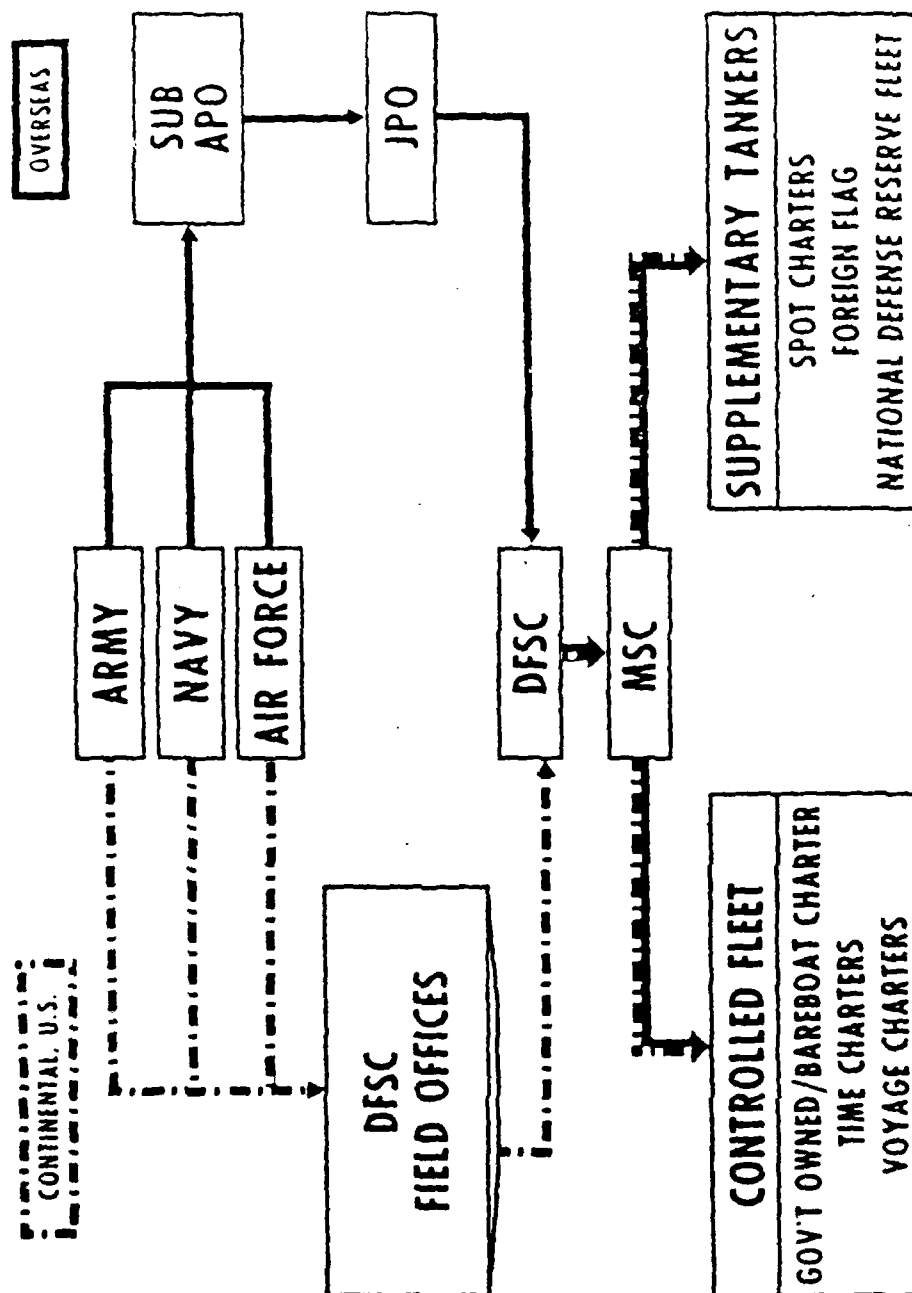 CONTINENTAL, U.S.
OVERSEAS
ARMY
NAVY
AIR FORCE
SUB
APO
JPO
DFSC
FIELD OFFICES
DFSC
MSC
CONTROLLED FLEET
GOV'T OWNED/BAREBOAT CHARTER
TIME CHARTERS
VOYAGE CHARTERS
SUPPLEMENTARY TANKERS
SPOT CHARTERS
FOREIGN FLAG
NATIONAL DEFENSE RESERVE FLEET